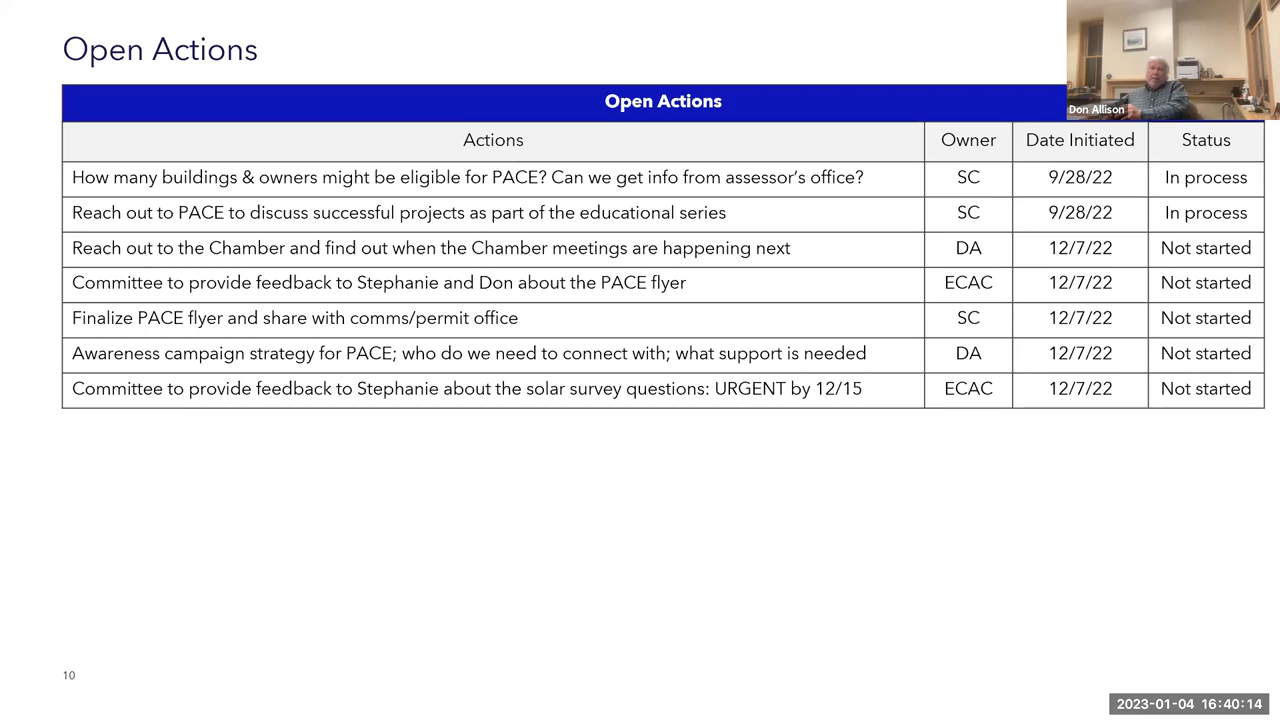 Open Actions
Don Allison
Open Actions
Actions Owner Date Initiated Status
How many buildings & owners might be eligible for PACE? Can we get info from assessor’s office? SC 9/28/22 In process
Reach out to PACE to discuss successful projects as part of the educational series SC 9/28/22 In process
Reach out to the Chamber and find out when the Chamber meetings are happening next DA 12/7/22 Not started
Committee to provide feedback to Stephanie and Don about the PACE flyer ECAC 12/7/22 Not started
Finalize PACE flyer and share with comms/permit office SC 12/7/22 Not started
Awareness campaign strategy for PACE; who do we need to connect with; what support is needed DA 12/7/22 Not started
Committee to provide feedback to Stephanie about the solar survey questions: URGENT by 12/15 ECAC 12/7/22 Not started
10
2023-01-04 16:40:14